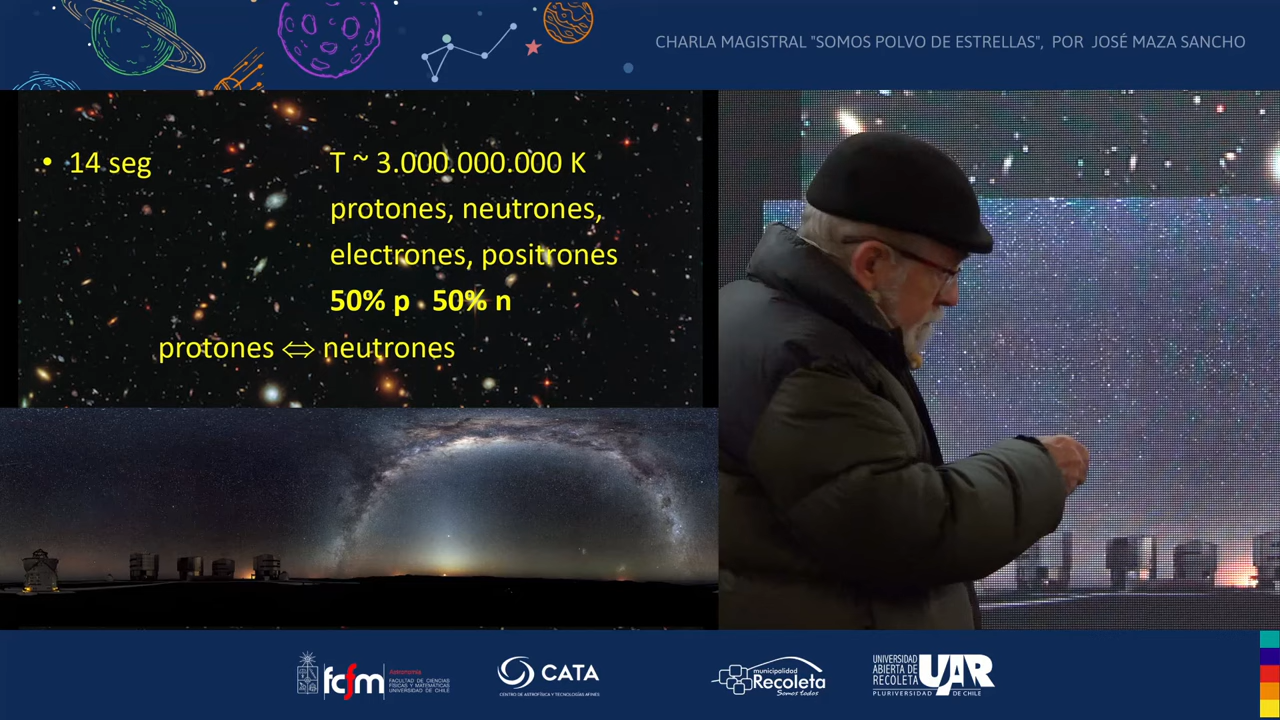 CHARLA MAGISTRAL "SOMOS POLVO DE ESTRELLAS", POR JOSÉ MAZA SANCHO
• 14 seg T ~ 3.000.000.000 K
protones, neutrones,
electrones, positrones
50% p 50% n
protones ⇔ neutrones
fcfm
Astronomía
FACULTAD DE CIENCIAS
FÍSICAS Y MATEMÁTICAS
UNIVERSIDAD DE CHILE
CATA
CENTRO DE ASTROFÍSICA Y TECNOLOGÍAS AFINES
municipalidad
Recoleta
Somos todos
UNIVERSIDAD
ABIERTA DE
RECOLETA
UAR
PLURIVERSIDAD DE CHILE